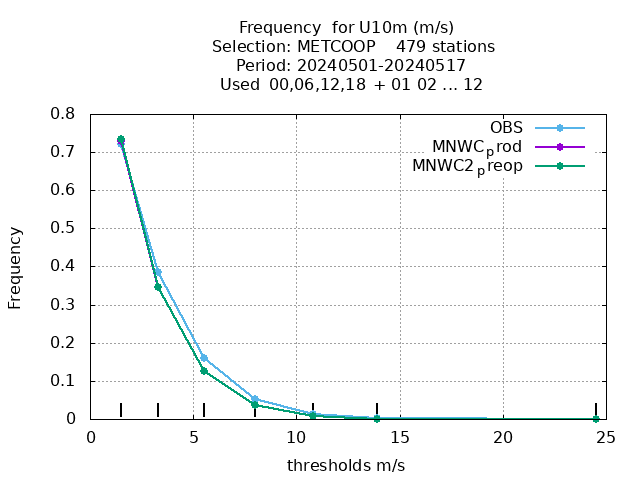 Frequency  for U10m (m/s)
Selection: METCOOP    479 stations
Period: 20240501-20240517
Used  00,06,12,18  + 01 02 ... 12
OBS
MNWCprod
MNWC2preop
Frequency
0.8
0.7
0.6
0.5
0.4
0.3
0.2
0.1
0
0 5 10 15 20 25
thresholds m/s